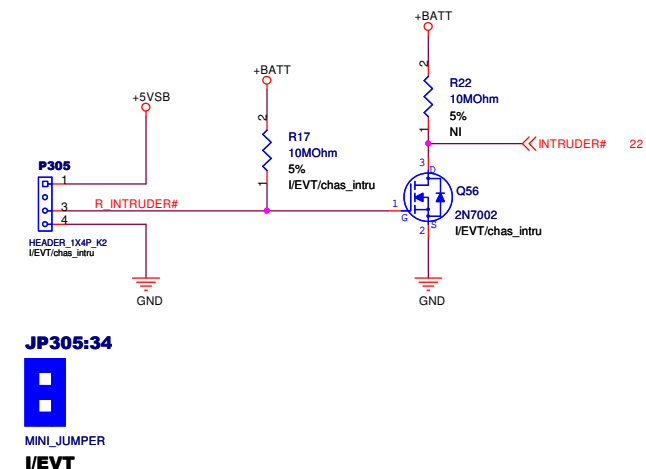 +BATT
R22
10MOhm
5%
NI
2
1
+BATT
+5VSB
R17
10MOhm
5%
I/EVT/chas_intru
2
1
INTRUDER# 22
P305
1
3
4
R_INTRUDER#
HEADER_1X4P_K2
I/EVT/chas_intru
3
D
Q56
1
G
2N7002
2
S
I/EVT/chas_intru
GND
GND
JP305:34
MINI_JUMPER
I/EVT